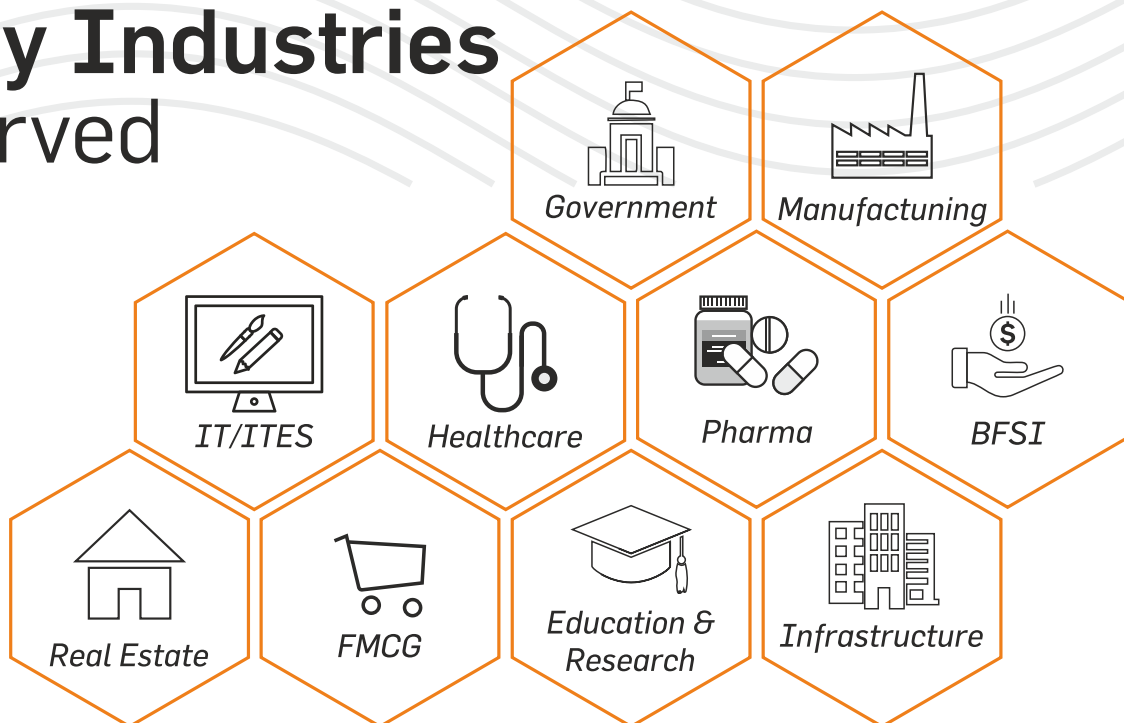 y Industries
rved
Government
Manufactuning
IT/ITES
Healthcare
Pharma
$
BFSI
Real Estate
FMCG
Education &
Research
Infrastructure